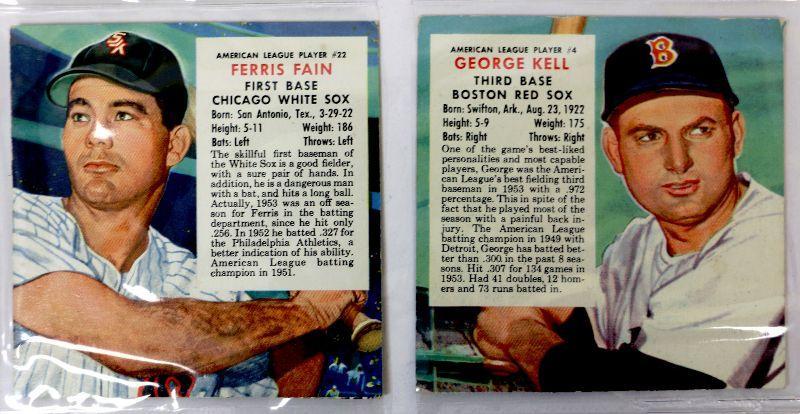 SX
AMERICAN LEAGUE PLAYER #22
FERRIS FAIN
FIRST BASE
CHICAGO WHITE SOX
Born: San Antonio, Tex., 3-29-22
Height: 5-11 Weight: 186
Bats: Left Throws: Left
The skillful first baseman of
the White Sox is a good fielder,
with a sure pair of hands. In
addition, he is a dangerous man
with a bat, and hits a long ball.
Actually, 1953 was an off sea-
son for Ferris in the batting
department, since he hit only
.256. In 1952 he batted .327 for
the Philadelphia Athletics, a
better indication of his ability.
American League batting
champion in 1951.
AMERICAN LEAGUE PLAYER #4
GEORGE KELL
THIRD BASE
BOSTON RED SOX
Born: Swifton, Ark., Aug. 23, 1922
Height: 5-9 Weight: 175
Bats: Right Throws: Right
One of the game's best-liked
personalities and most capable
players, George was the Ameri-
can League's best fielding third
baseman in 1953 with a .972
percentage. This in spite of the
fact that he played most of the
season with a painful back in-
jury. The American League
batting champion in 1949 with
Detroit, George has batted bet-
ter than .300 in the past 8 sea-
sons. Hit .307 for 134 games in
1953. Had 41 doubles, 12 hom-
ers and 73 runs batted in.
B